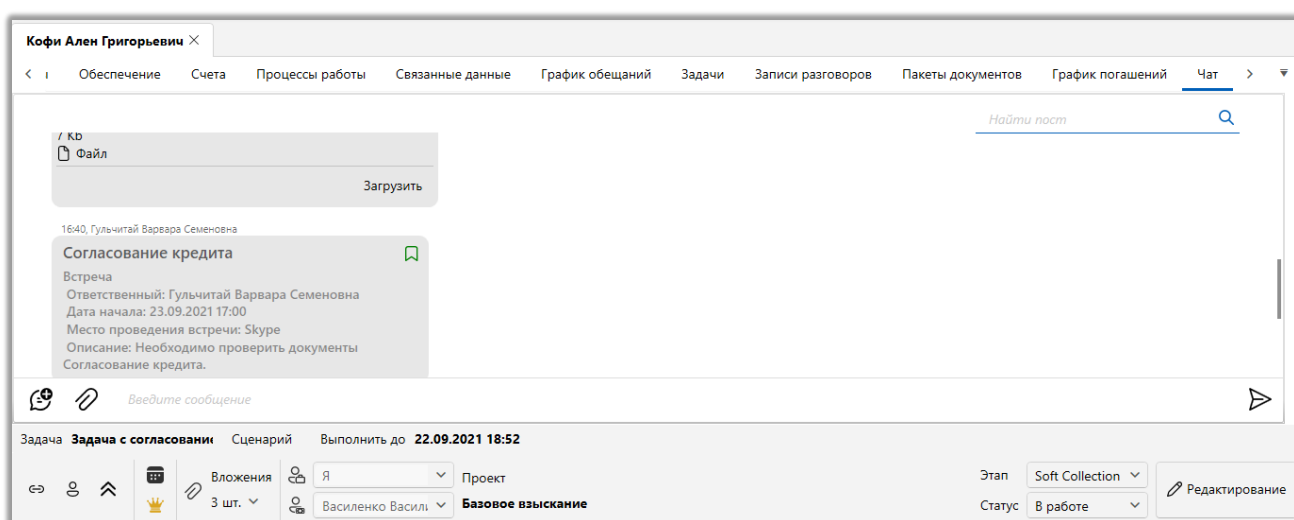 Кофи Ален Григорьевич
Обеспечение Счета Процессы работы Связанные данные График обещаний Задачи Записи разговоров Пакеты документов График погашений Чат
Найти пост
7 Kb
Файл
Загрузить
16:40, Гульчитай Варвара Семеновна
Согласование кредита
Встреча
Ответственный: Гульчитай Варвара Семеновна
Дата начала: 23.09.2021 17:00
Место проведения встречи: Skype
Описание: Необходимо проверить документы
Согласование кредита.
Введите сообщение
Задача Задача с согласование Сценарий Выполнить до 22.09.2021 18:52
Вложения Я Проект Этап Soft Collection Редактирование
3 шт. Василенко Васили Базовое взыскание Статус В работе